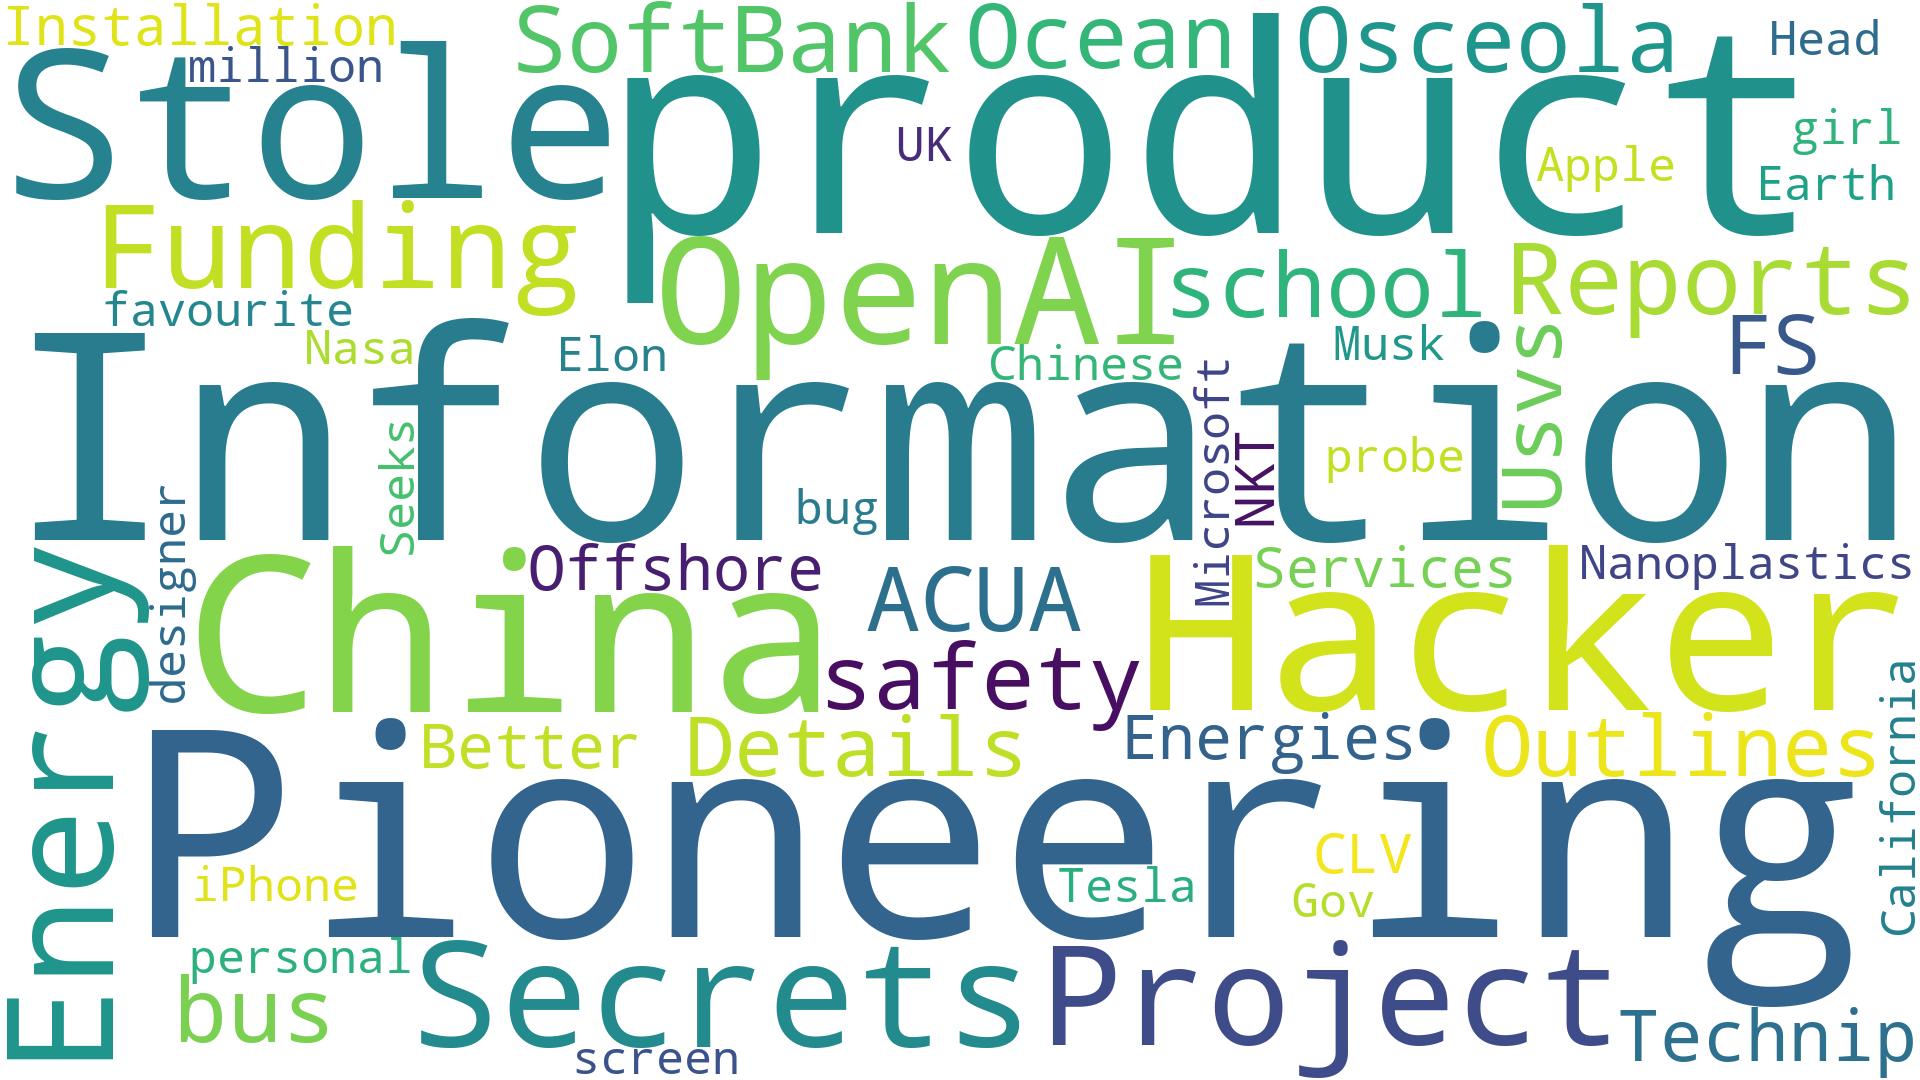 Installation
SoftBank
Ocean
Osceola
Head
million
Stole
product
UK
girl
Apple
Earth
Funding
OpenAI
school
Reports
favourite
Nasa
Elon
Chinese
Musk
Usvs
FS
Information
Seeks
Microsoft
NKT
probe
designer
bug
Energy
China
Offshore
ACUA
Hacker
Services
Nanoplastics
safety
California
Pioneering
Better
Details
Energies
Outlines
iPhone
Tesla
CLV
Gov
personal
bus
Secrets
Project
Technip
screen